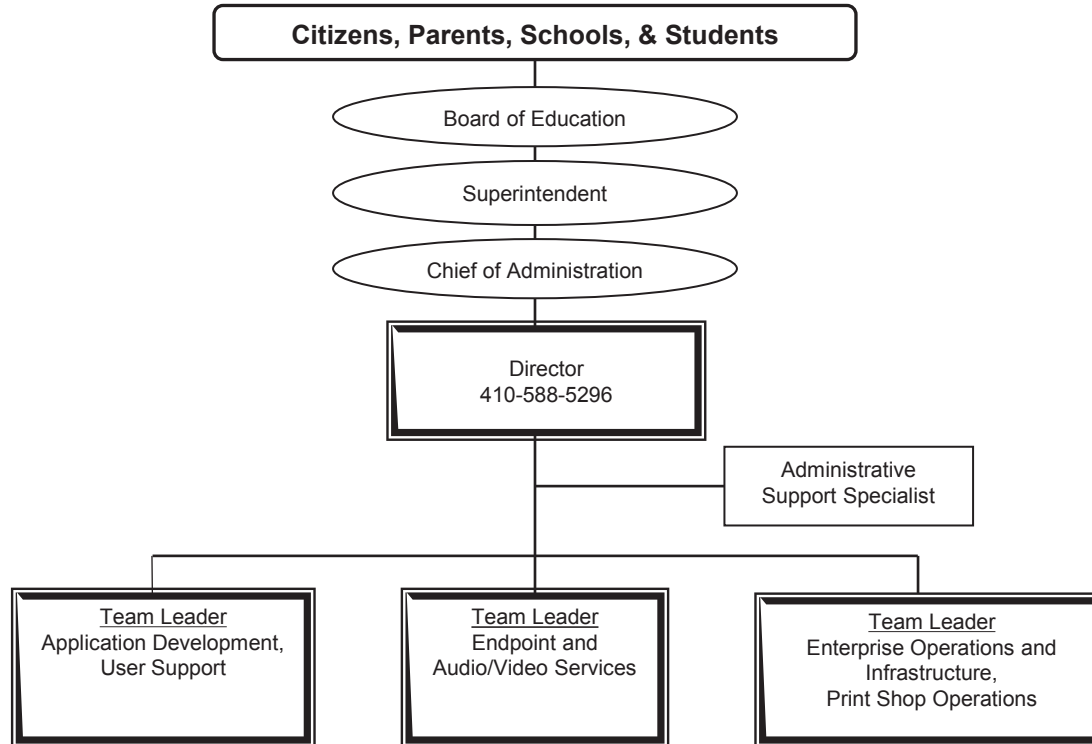 Citizens, Parents, Schools, & Students
Board of Education
Superintendent
Chief of Administration
Director
410-588-5296
Administrative
Support Specialist
Team Leader
Application Development,
User Support
Team Leader
Endpoint and
Audio/Video Services
Team Leader
Enterprise Operations and
Infrastructure,
Print Shop Operations